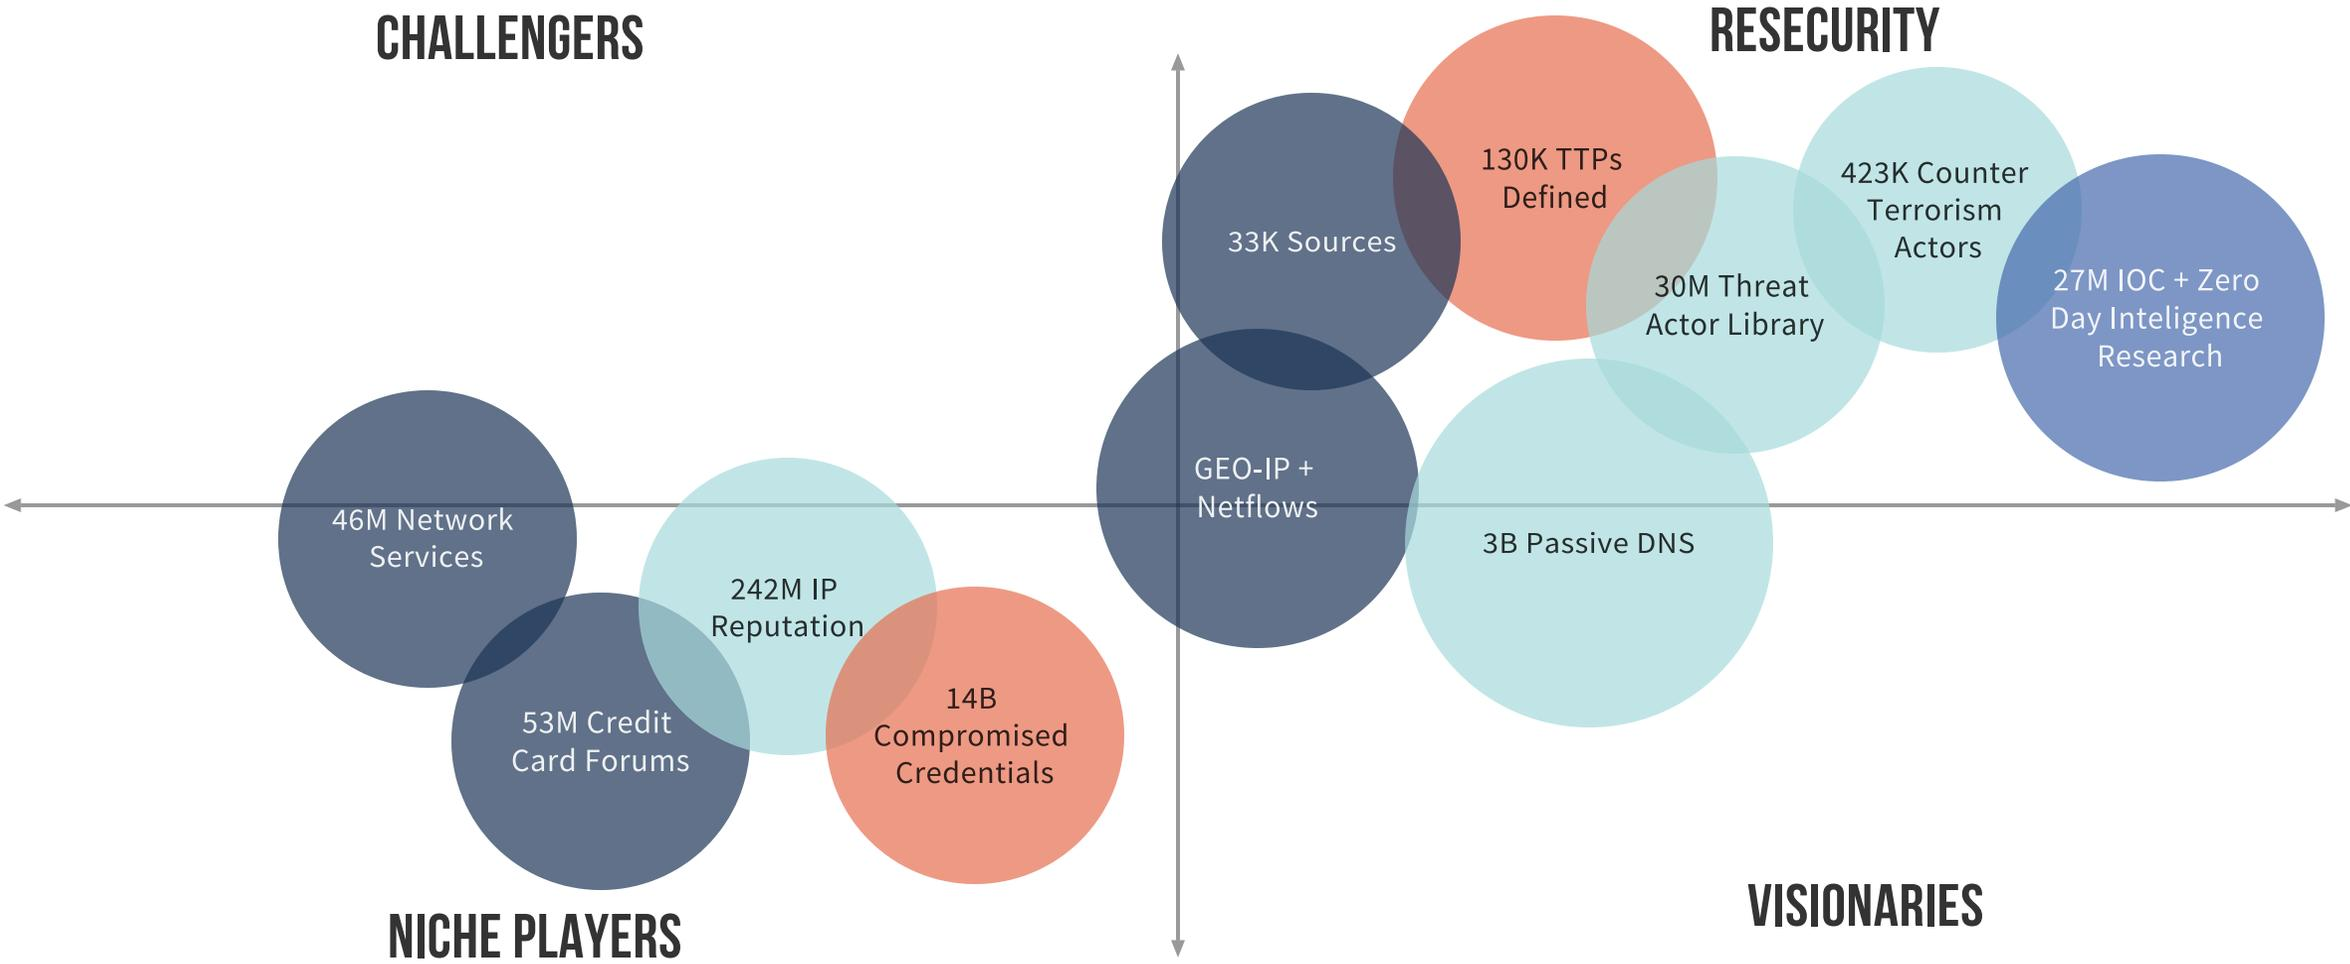 CHALLENGERS
RESECURITY
130K TTPs
Defined
423K Counter
Terrorism
Actors
33K Sources
30M Threat
Actor Library
27M IOC + Zero
Day Inteligence
Research
GEO-IP +
Netflows
3B Passive DNS
46M Network
Services
242M IP
Reputation
53M Credit
Card Forums
14B
Compromised
Credentials
NICHE PLAYERS
VISIONARIES